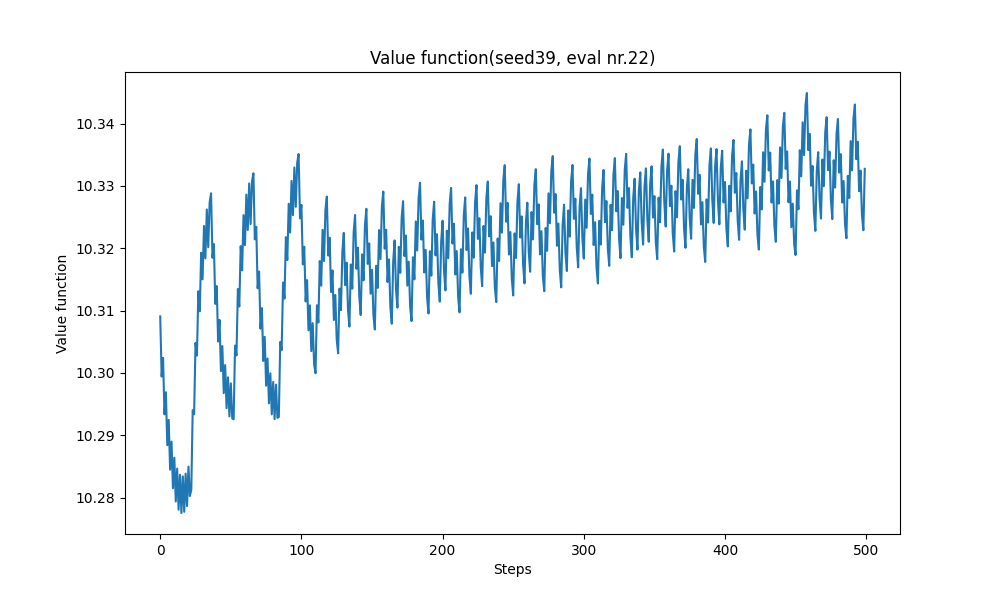 Value function(seed39, eval nr.22)
Value function
10.34
10.33
10.32
10.31
10.30
10.29
10.28
0 100 200 300 400 500
Steps